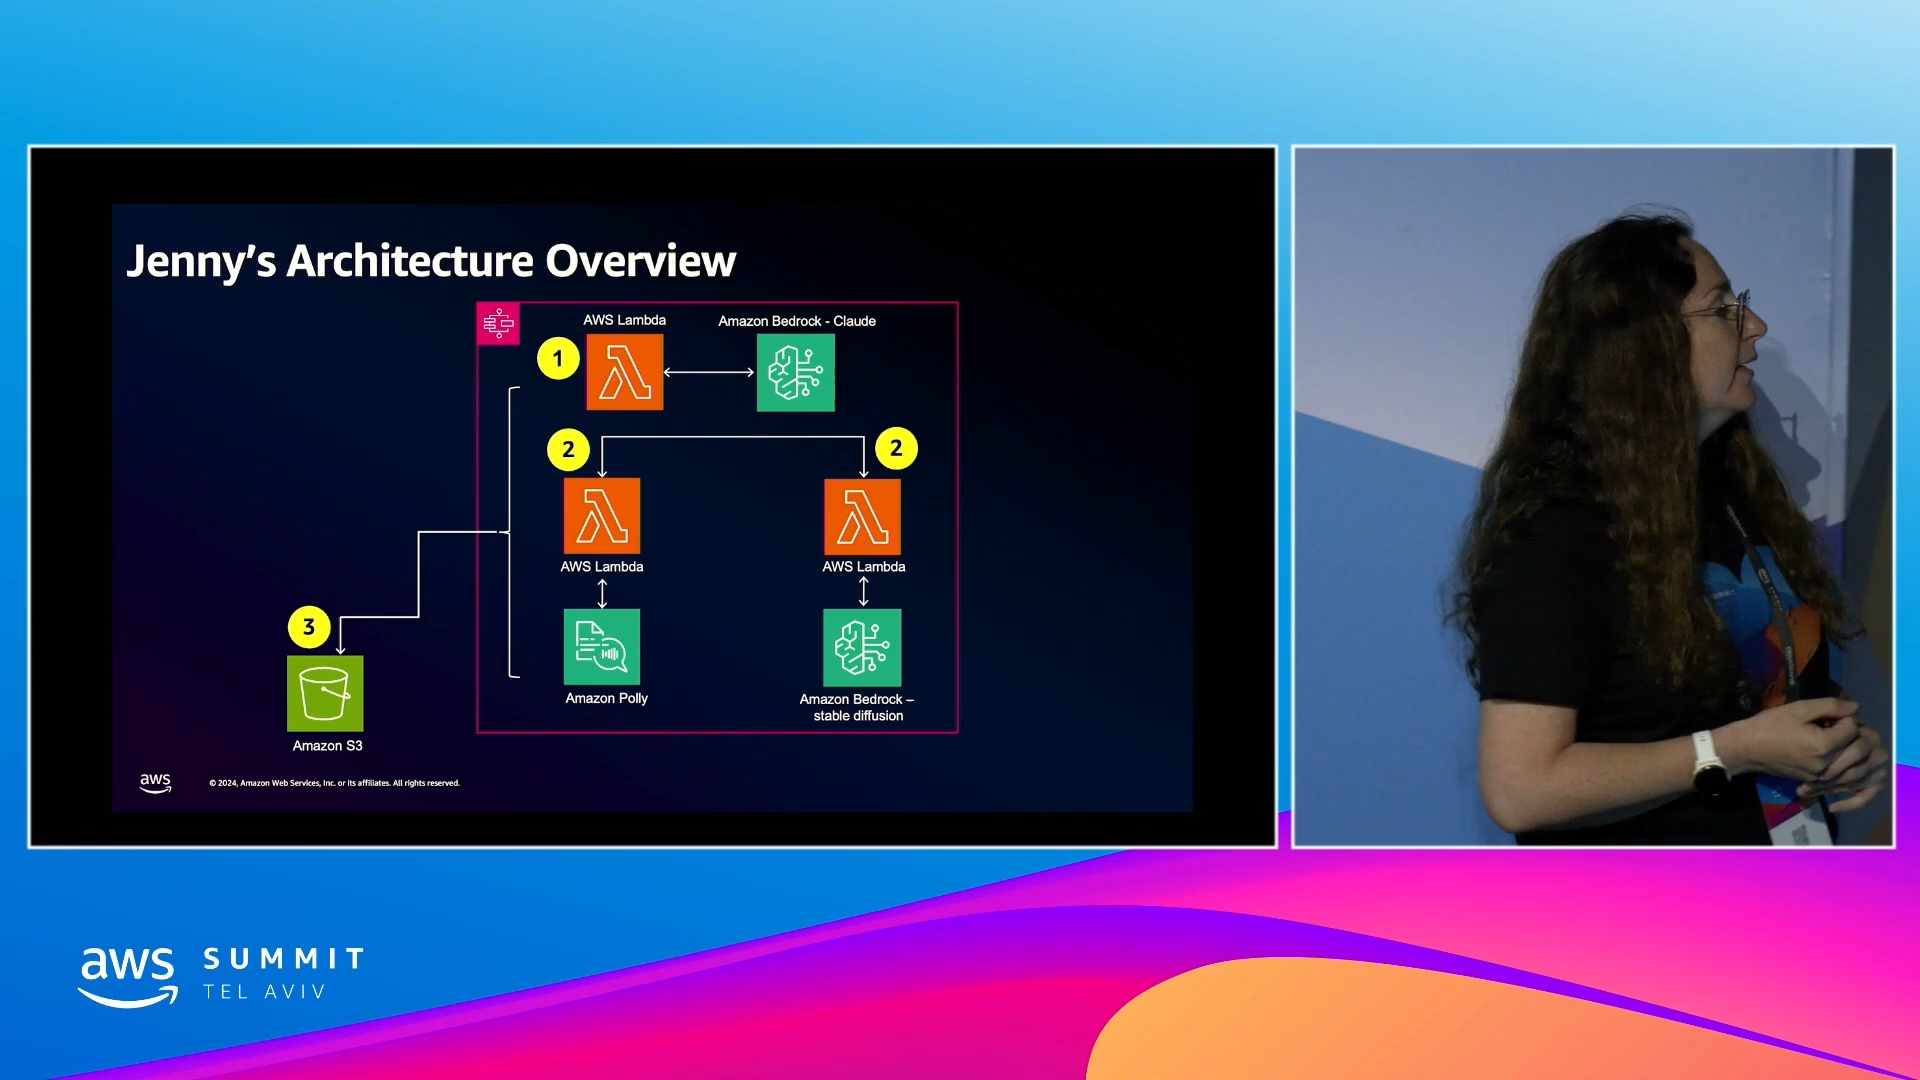 Jenny's Architecture Overview
AWS Lambda
Amazon Bedrock - Claude
1
2
2
AWS Lambda
AWS Lambda
3
Amazon Polly
Amazon Bedrock –
stable diffusion
Amazon S3
aws
© 2024, Amazon Web Services, Inc. or its affiliates. All rights reserved.
aws SUMMIT
TEL AVIV